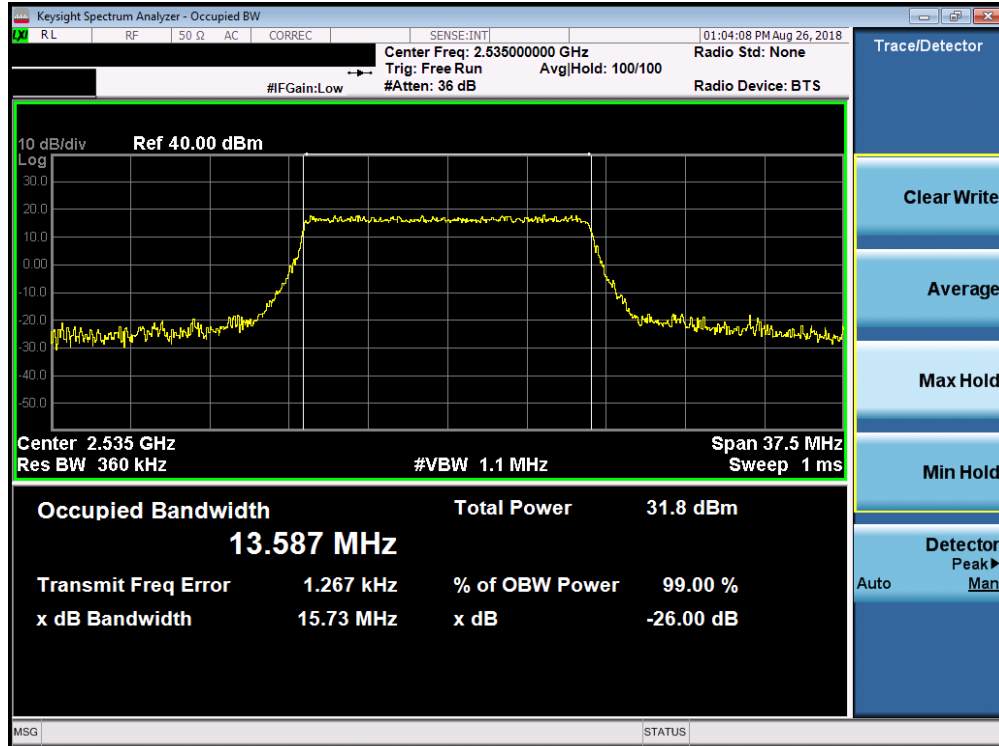 Keysight Spectrum Analyzer - Occupied BW
LXI RL RF 50 Ω AC CORREC SENSE:INT 01:04:08 PM Aug 26, 2018
Center Freq: 2.535000000 GHz Radio Std: None
Trig: Free Run Avg|Hold: 100/100
#IFGain:Low #Atten: 36 dB Radio Device: BTS
10 dB/div Ref 40.00 dBm
Log
30.0
20.0
10.0
0.00
-10.0
-20.0
-30.0
-40.0
-50.0
Center 2.535 GHz Span 37.5 MHz
Res BW 360 kHz #VBW 1.1 MHz Sweep 1 ms
Occupied Bandwidth Total Power 31.8 dBm
13.587 MHz
Transmit Freq Error 1.267 kHz % of OBW Power 99.00 %
x dB Bandwidth 15.73 MHz x dB -26.00 dB
MSG STATUS
Trace/Detector
Clear Write
Average
Max Hold
Min Hold
Detector
Peak▶
Auto Man